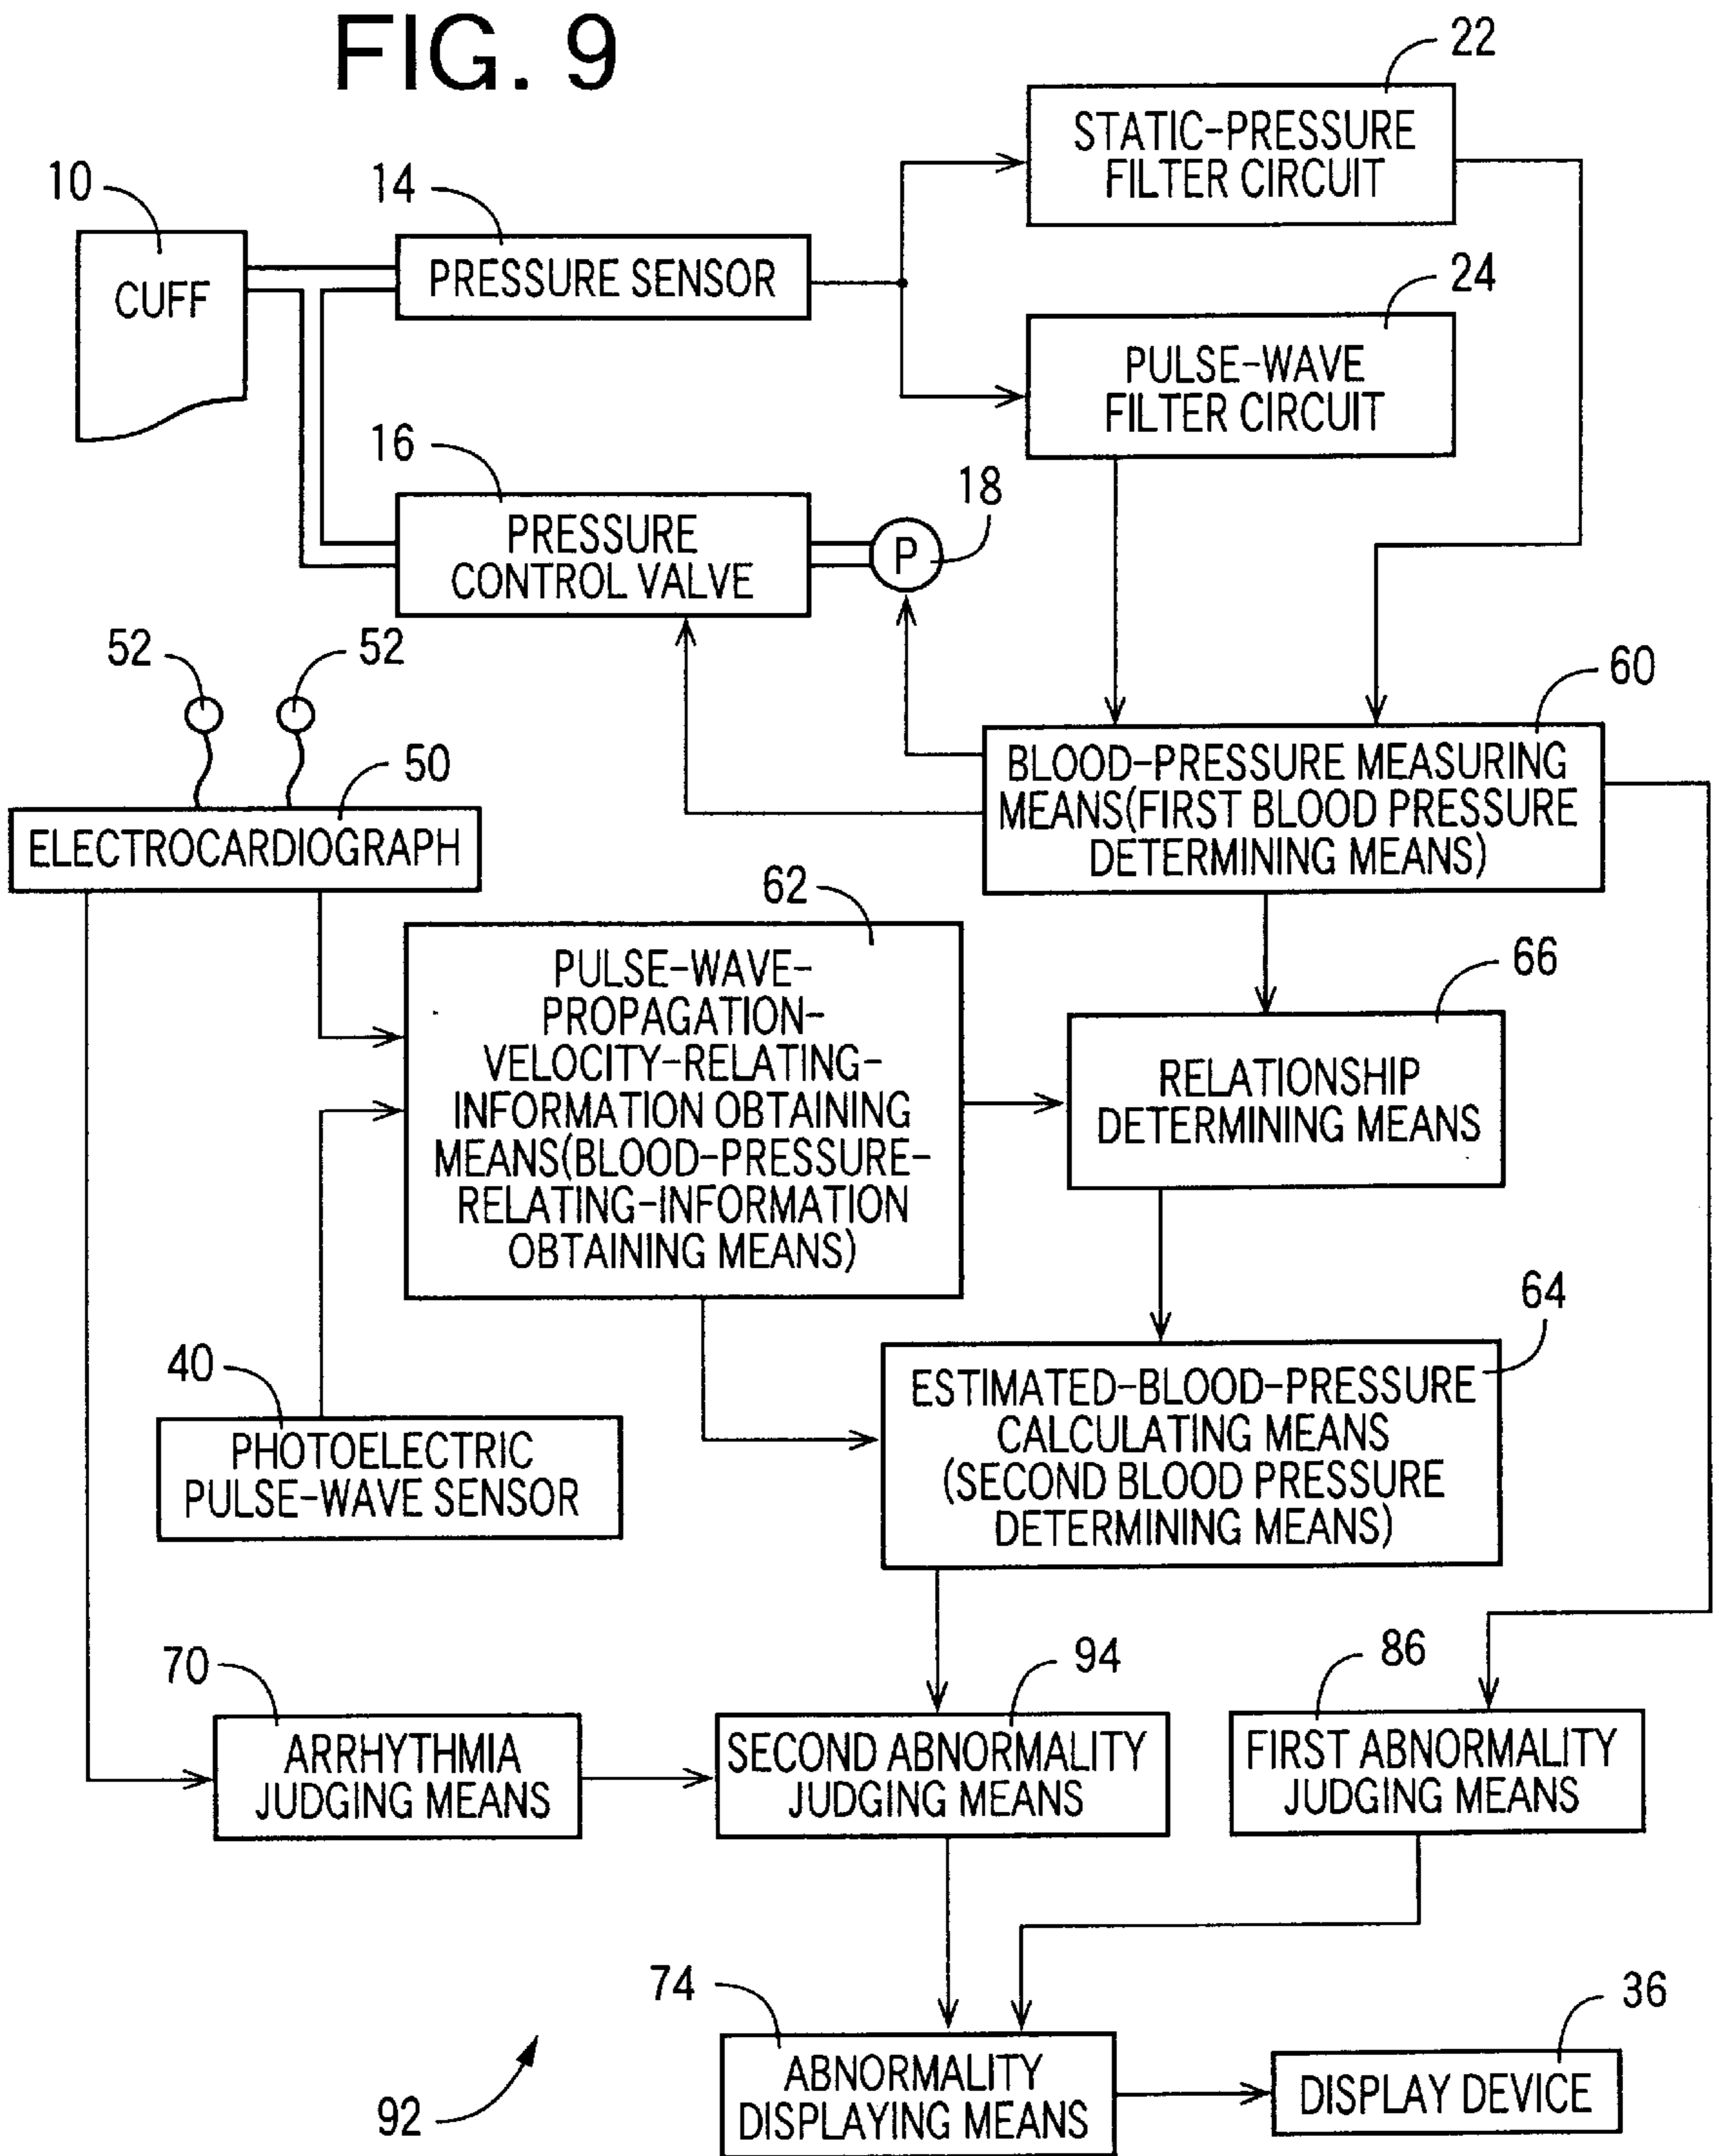 FIG. 9
22
STATIC-PRESSURE
FILTER CIRCUIT
10
CUFF
14
PRESSURE SENSOR
24
PULSE-WAVE
FILTER CIRCUIT
16
PRESSURE
CONTROL VALVE
18
P
52
52
60
BLOOD-PRESSURE MEASURING
MEANS(FIRST BLOOD PRESSURE
DETERMINING MEANS)
50
ELECTROCARDIOGRAPH
62
PULSE-WAVE-
PROPAGATION-
VELOCITY-RELATING-
INFORMATION OBTAINING
MEANS(BLOOD-PRESSURE-
RELATING-INFORMATION
OBTAINING MEANS)
66
RELATIONSHIP
DETERMINING MEANS
40
PHOTOELECTRIC
PULSE-WAVE SENSOR
64
ESTIMATED-BLOOD-PRESSURE
CALCULATING MEANS
(SECOND BLOOD PRESSURE
DETERMINING MEANS)
70
ARRHYTHMIA
JUDGING MEANS
94
SECOND ABNORMALITY
JUDGING MEANS
86
FIRST ABNORMALITY
JUDGING MEANS
74
ABNORMALITY
DISPLAYING MEANS
36
DISPLAY DEVICE
92